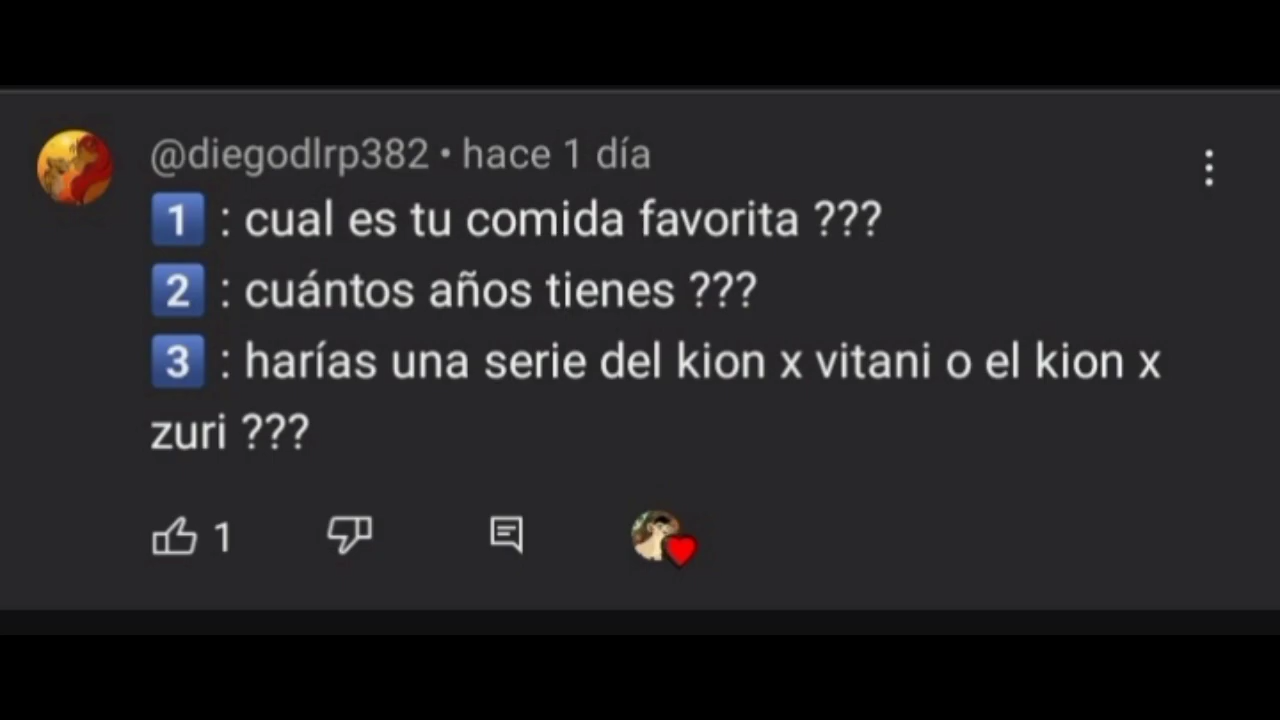 @diegodlrp382 • hace 1 día
1 : cual es tu comida favorita ???
2 : cuántos años tienes ???
3 : harías una serie del kion x vitani o el kion x
zuri ???
1